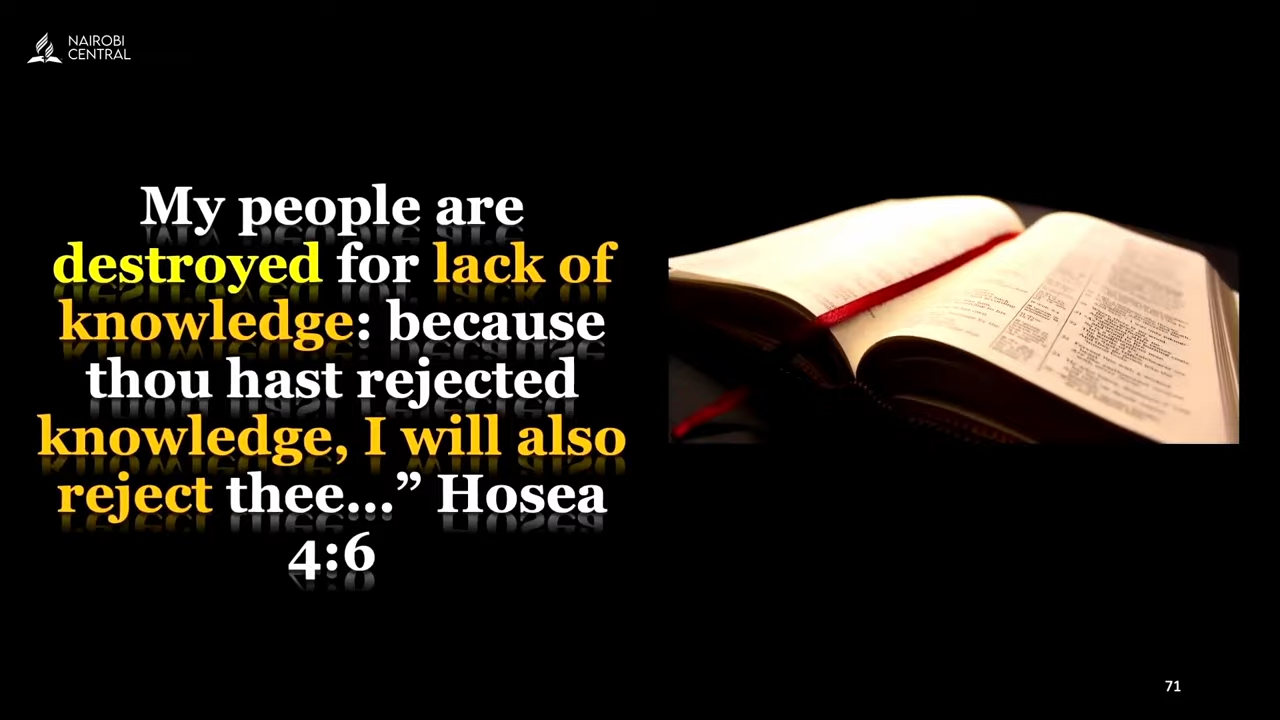 NAIROBI
CENTRAL
My people are
destroyed for lack of
knowledge: because
thou hast rejected
knowledge, I will also
reject thee...” Hosea
4:6
71